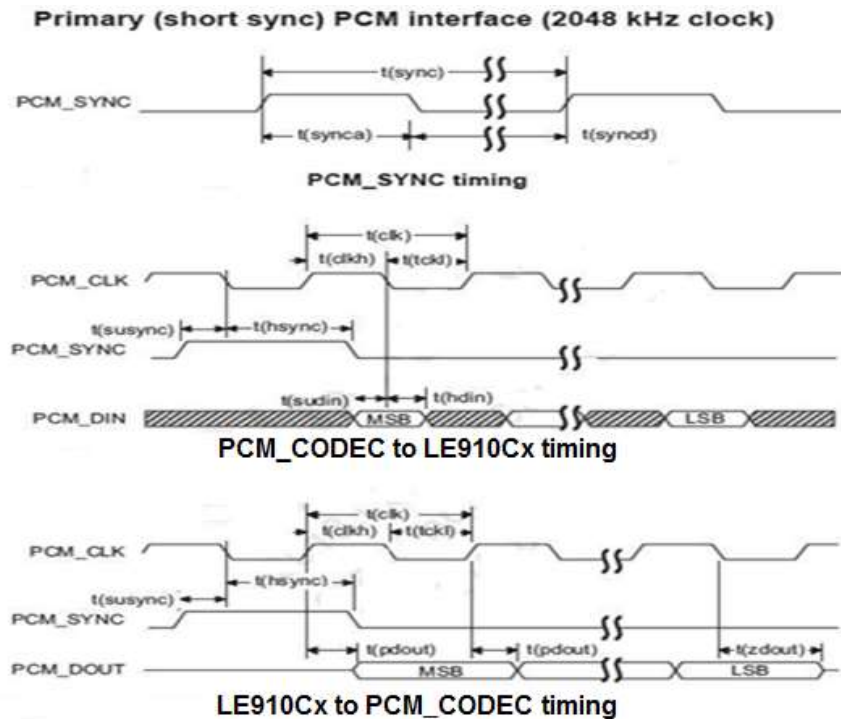 Primary (short sync) PCM interface (2048 kHz clock)
t(sync)
PCM_SYNC
t(synca)
t(syncd)
PCM_SYNC timing
t(clk)
t(clkh)
t(tckl)
PCM_CLK
t(susync)
t(hsync)
PCM_SYNC
t(sudin)
t(hdin)
PCM_DIN
MSB
LSB
PCM_CODEC to LE910Cx timing
t(clk)
t(clkh)
t(tckl)
PCM_CLK
t(hsync)
t(susync)
PCM_SYNC
t(pdout)
t(pdout)
t(zdout)
PCM_DOUT
MSB
LSB
LE910Cx to PCM_CODEC timing